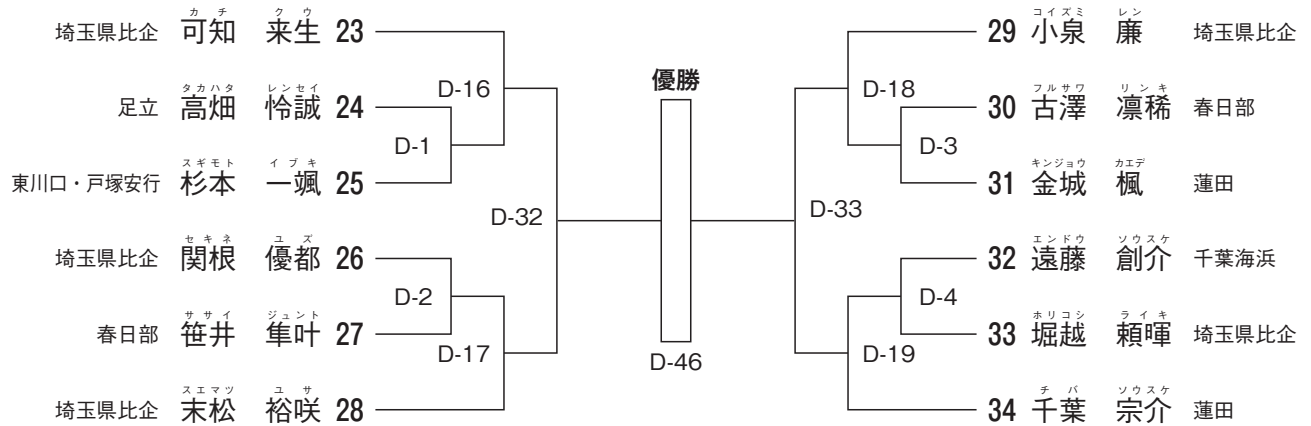 優勝
カチ クウ
埼玉県比企 可知 来生 23
D-16
タカハタ レンセイ
足立 高畑 怜誠 24
D-1
スギモト イブキ
東川口・戸塚安行 杉本 一颯 25
D-32
セキネ ユズ
埼玉県比企 関根 優都 26
D-2
ササイ ジュント
春日部 笹井 隼叶 27
D-17
スエマツ ユサ
埼玉県比企 末松 裕咲 28
D-46
コイズミ レン
29 小泉 廉 埼玉県比企
D-18
フルサワ リンキ
30 古澤 凛稀 春日部
D-3
キンジョウ カエデ
31 金城 楓 蓮田
D-33
エンドウ ソウスケ
32 遠藤 創介 千葉海浜
D-4
ホリコシ ライキ
33 堀越 頼暉 埼玉県比企
D-19
チバ ソウスケ
34 千葉 宗介 蓮田